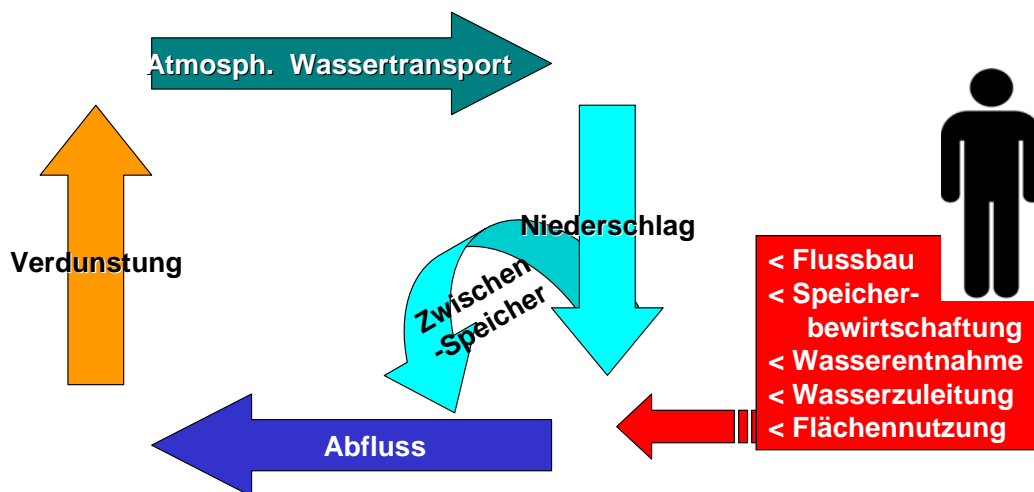 Atmosph. Wassertransport
Niederschlag
Verdunstung
Zwischen
-Speicher
Abfluss
< Flussbau
< Speicher-
bewirtschaftung
< Wasserentnahme
< Wasserzuleitung
< Flächennutzung